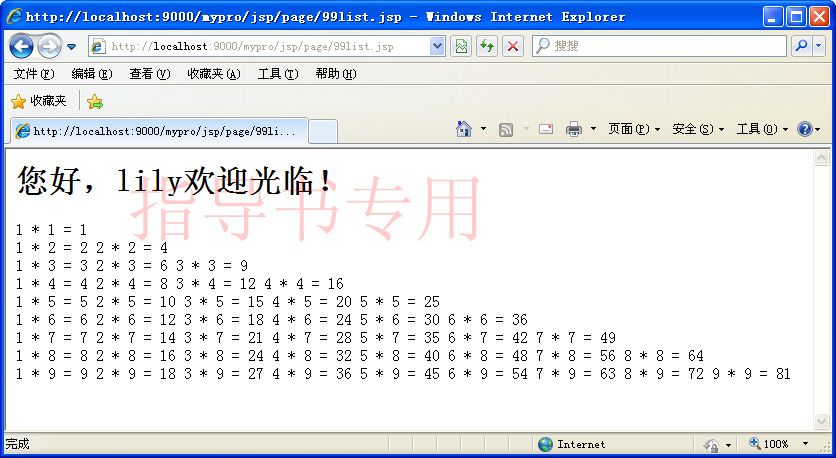 http://localhost:9000/mypro/jsp/page/99list.jsp - Windows Internet Explorer
http://localhost:9000/mypro/jsp/page/99list.jsp 搜搜
文件(F) 编辑(E) 查看(V) 收藏夹(A) 工具(T) 帮助(H)
收藏夹
http://localhost:9000/mypro/jsp/page/99li... 页面(P) 安全(S) 工具(O)
您好，lily欢迎光临！
指导书专用
1 * 1 = 1
1 * 2 = 2 2 * 2 = 4
1 * 3 = 3 2 * 3 = 6 3 * 3 = 9
1 * 4 = 4 2 * 4 = 8 3 * 4 = 12 4 * 4 = 16
1 * 5 = 5 2 * 5 = 10 3 * 5 = 15 4 * 5 = 20 5 * 5 = 25
1 * 6 = 6 2 * 6 = 12 3 * 6 = 18 4 * 6 = 24 5 * 6 = 30 6 * 6 = 36
1 * 7 = 7 2 * 7 = 14 3 * 7 = 21 4 * 7 = 28 5 * 7 = 35 6 * 7 = 42 7 * 7 = 49
1 * 8 = 8 2 * 8 = 16 3 * 8 = 24 4 * 8 = 32 5 * 8 = 40 6 * 8 = 48 7 * 8 = 56 8 * 8 = 64
1 * 9 = 9 2 * 9 = 18 3 * 9 = 27 4 * 9 = 36 5 * 9 = 45 6 * 9 = 54 7 * 9 = 63 8 * 9 = 72 9 * 9 = 81
完成 Internet 100%